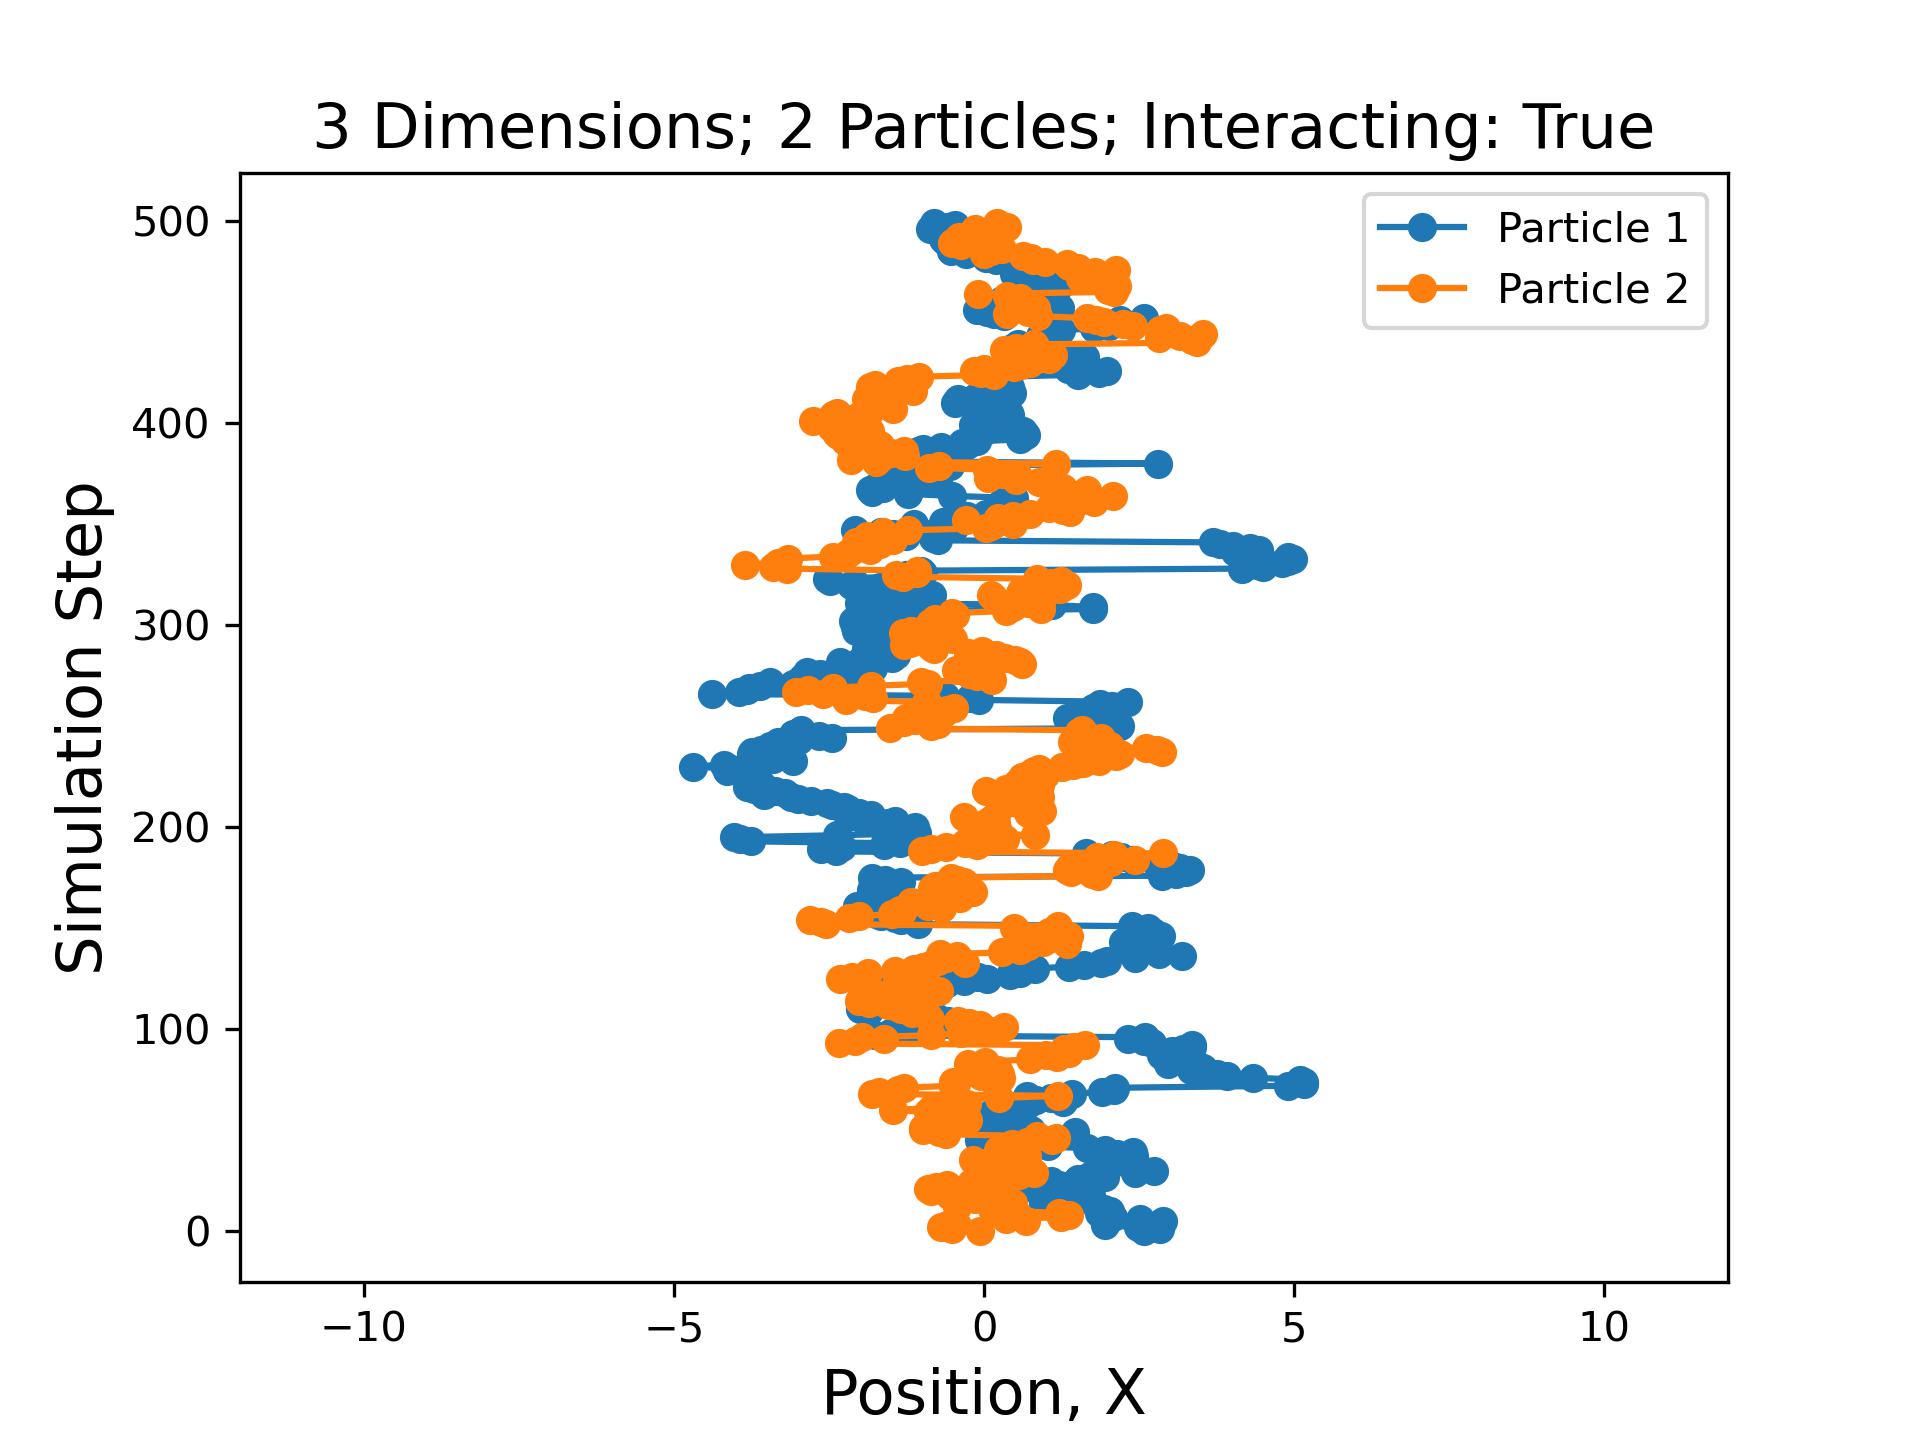 3 Dimensions; 2 Particles; Interacting: True
Particle 1
Particle 2
Simulation Step
500
400
300
200
100
0
−10
−5
0
5
10
Position, X